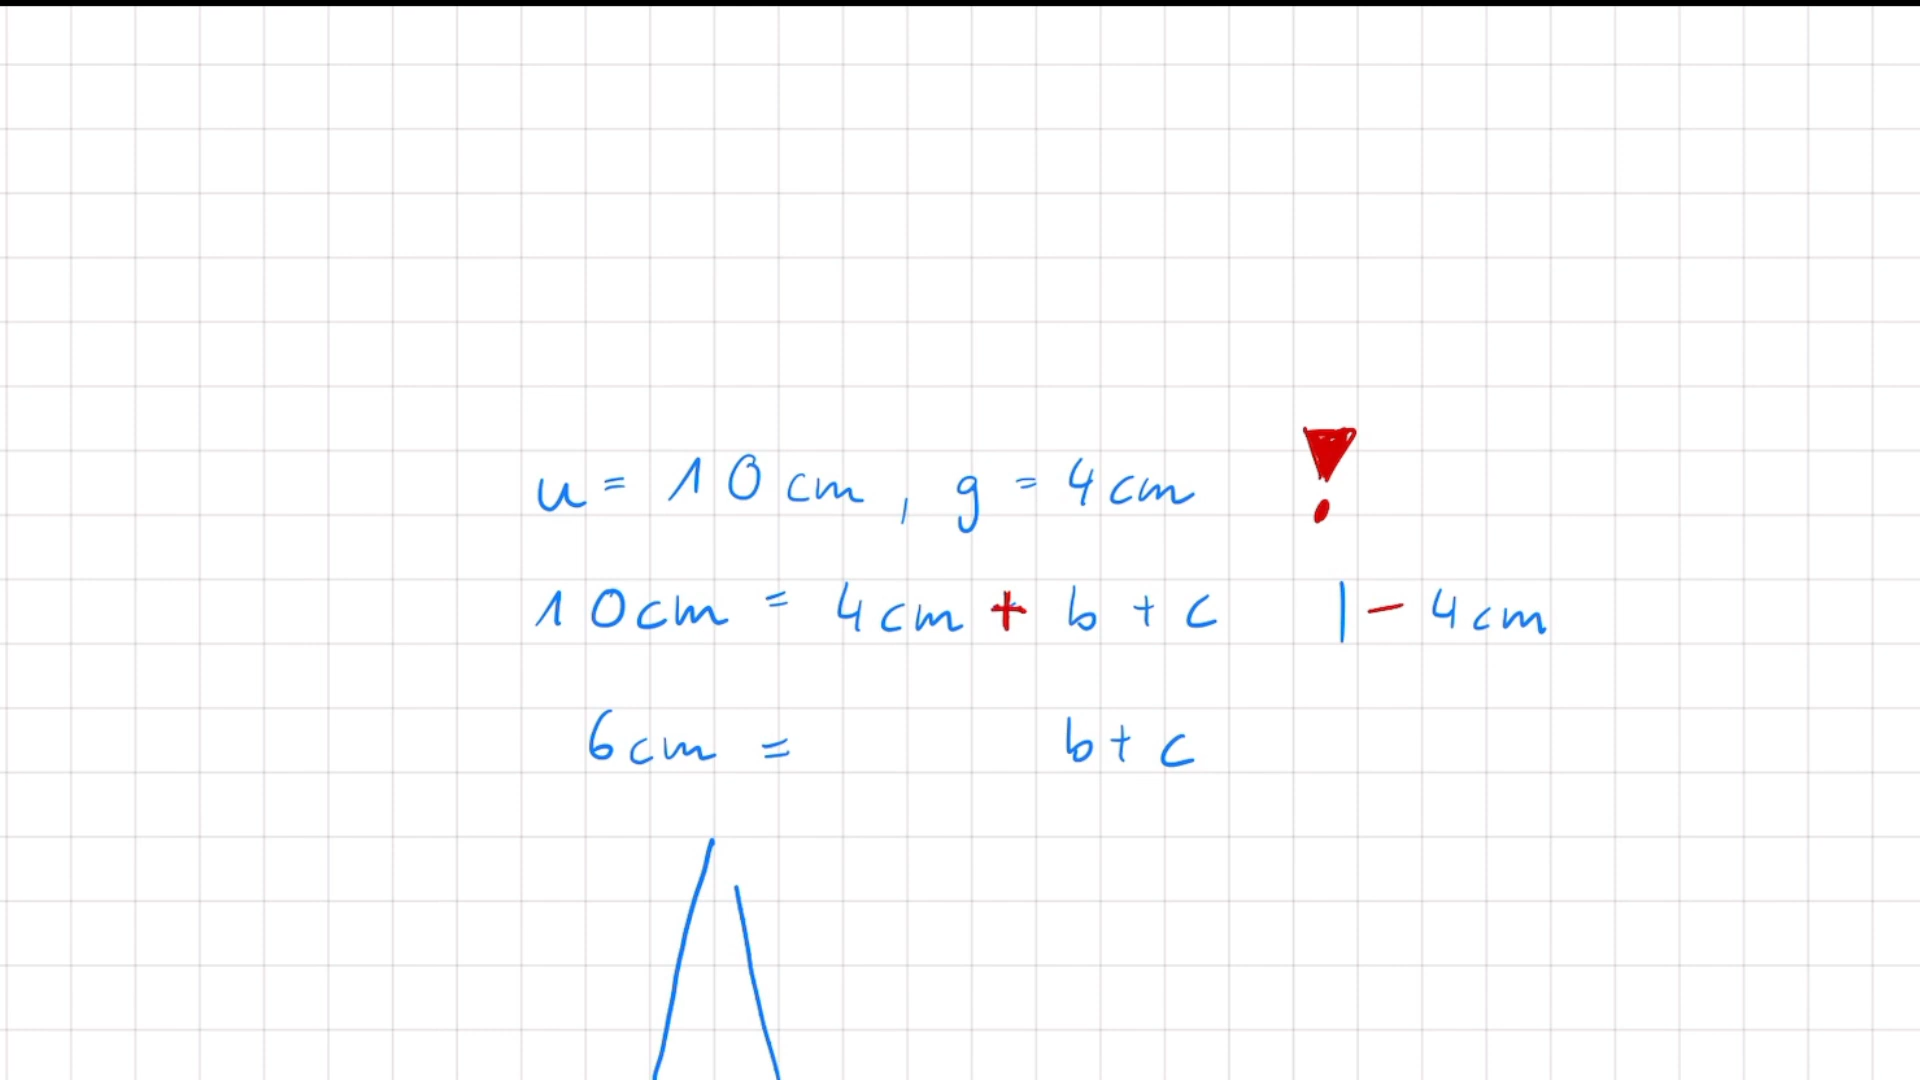 u = 10 cm, g = 4 cm !
10 cm = 4 cm + b + c | - 4 cm
6 cm = b + c